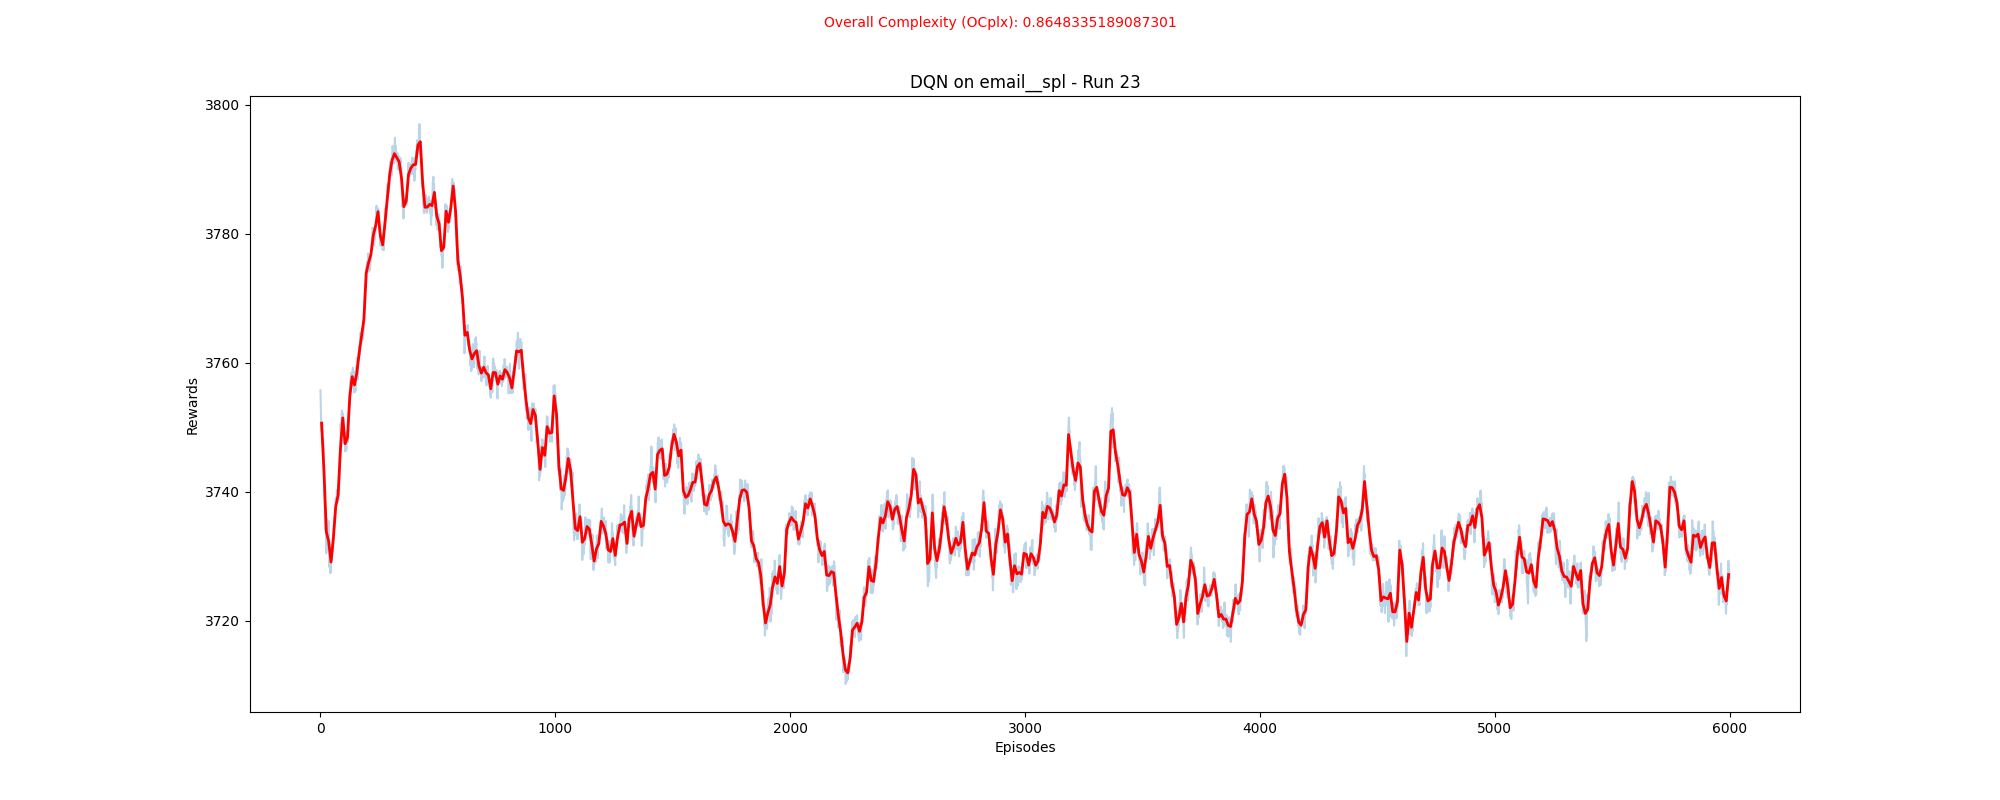 Overall Complexity (OCplx): 0.8648335189087301
DQN on email__spl - Run 23
3800
3780
3760
3740
3720
Rewards
0 1000 2000 3000 4000 5000 6000
Episodes